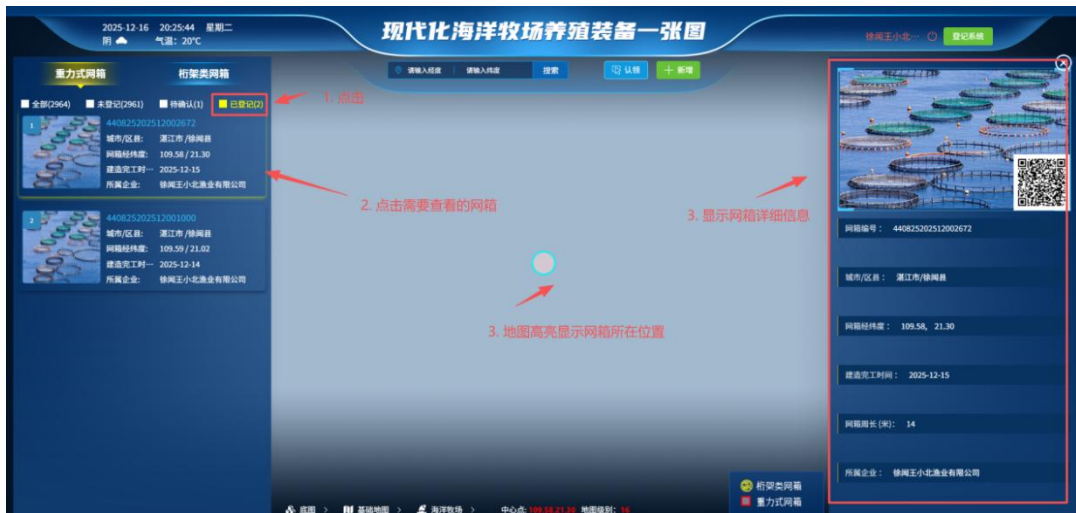 2025-12-16 20:25:44 星期二
阴 气温：20℃
现代化海洋牧场养殖装备一张图
徐闻王小北… 登记系统
重力式网箱 桁架类网箱
请输入经度 请输入纬度 搜索 认领 新增
全部(2964) 未登记(2961) 待确认(1) 已登记(2)
1. 点击
1
440825202512002672
城市/区县: 湛江市 /徐闻县
网箱经纬度: 109.58 / 21.30
建造完工时… 2025-12-15
所属企业: 徐闻王小北渔业有限公司
2. 点击需要查看的网箱
2
440825202512001000
城市/区县: 湛江市 /徐闻县
网箱经纬度: 109.59 / 21.02
建造完工时… 2025-12-14
所属企业: 徐闻王小北渔业有限公司
3. 地图高亮显示网箱所在位置
3. 显示网箱详细信息
网箱编号： 440825202512002672
城市/区县： 湛江市/徐闻县
网箱经纬度： 109.58, 21.30
建造完工时间： 2025-12-15
网箱周长 (米): 14
所属企业： 徐闻王小北渔业有限公司
桁架类网箱
重力式网箱
底图 > 基础地图 > 海洋牧场 > 中心点: 109.58 21.30 地图级别: 16